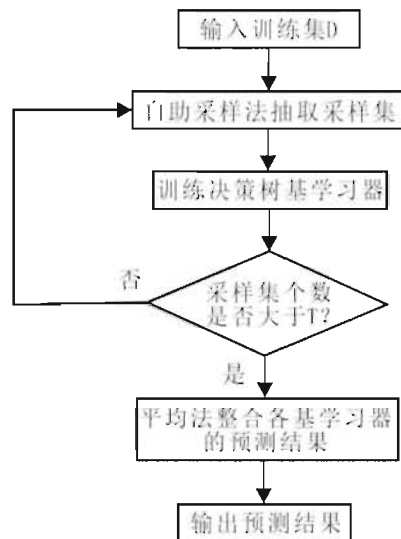 输入训练集D
自助采样法抽取采样集
训练决策树基学习器
采样集个数
是否大于T?
否
是
平均法整合各基学习器
的预测结果
输出预测结果